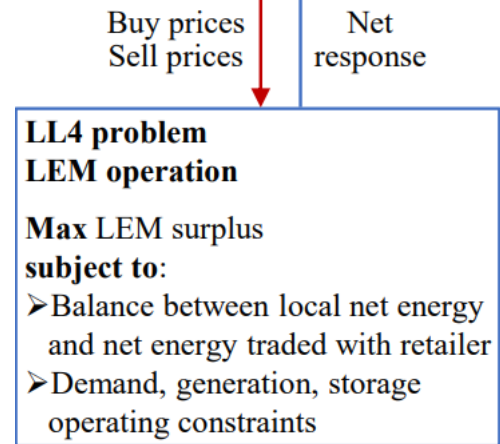 Buy prices
Sell prices
Net
response
LL4 problem
LEM operation
Max LEM surplus
subject to:
➢Balance between local net energy
and net energy traded with retailer
➢Demand, generation, storage
operating constraints